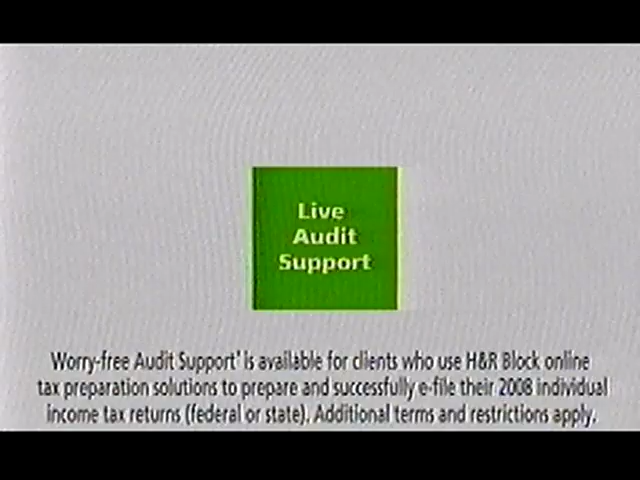 Live
Audit
Support
Worry-free Audit Support' is available for clients who use H&R Block online
tax preparation solutions to prepare and successfully e-file their 2008 individual
income tax returns (federal or state). Additional terms and restrictions apply.